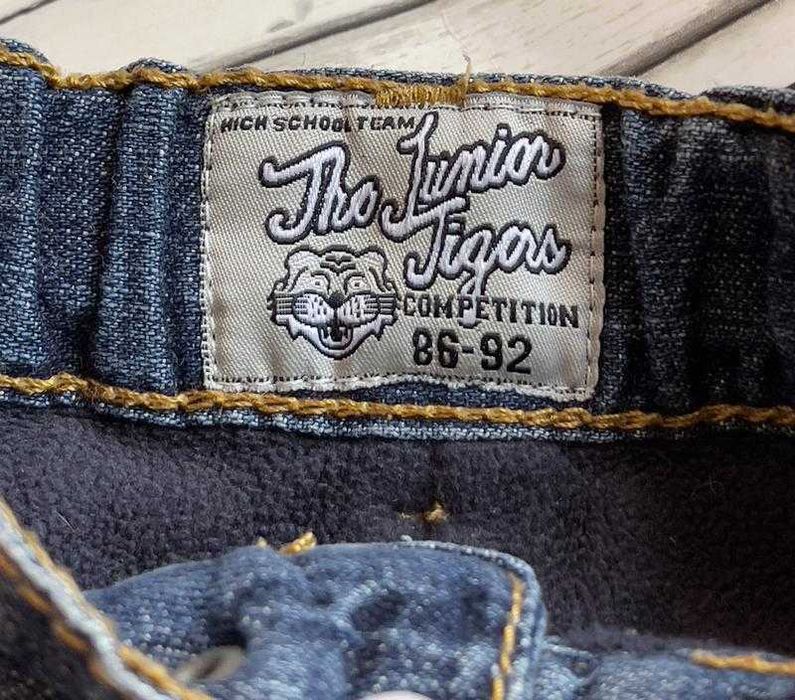 HIGH SCHOOL TEAM
The Junior
Tigers
COMPETITION
86-92